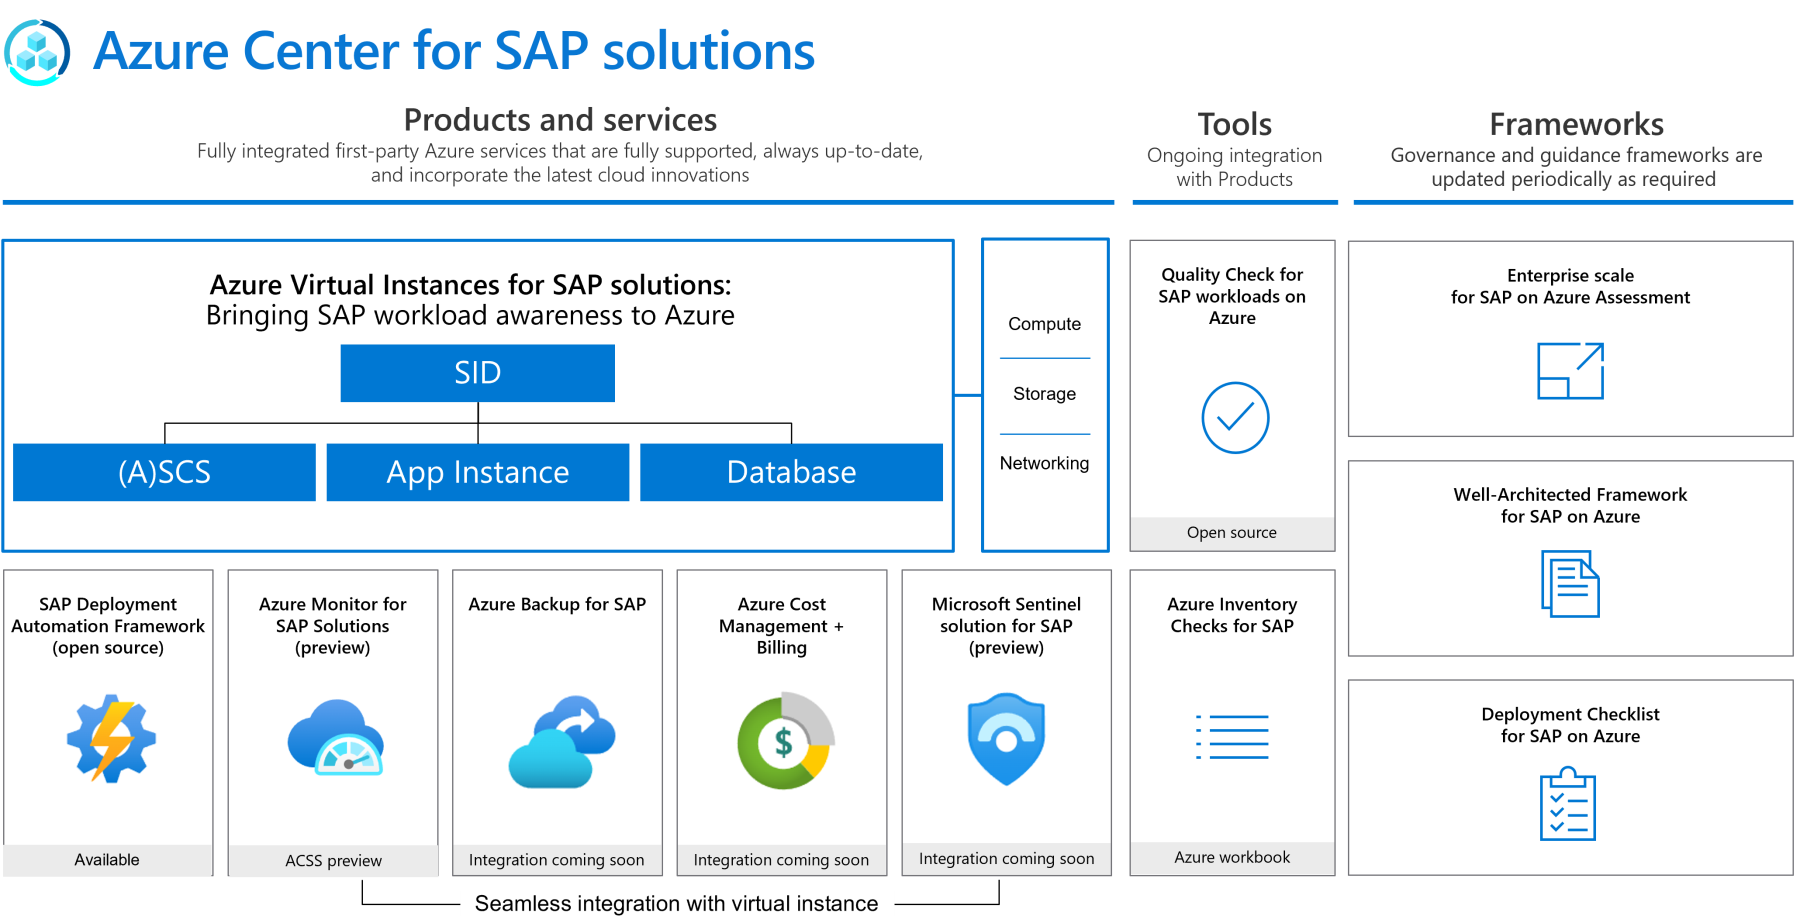 Azure Center for SAP solutions
Products and services
Fully integrated first-party Azure services that are fully supported, always up-to-date,
and incorporate the latest cloud innovations
Tools
Ongoing integration
with Products
Frameworks
Governance and guidance frameworks are
updated periodically as required
Azure Virtual Instances for SAP solutions:
Bringing SAP workload awareness to Azure
SID
(A)SCS
App Instance
Database
Compute
Storage
Networking
Quality Check for
SAP workloads on
Azure
Open source
Enterprise scale
for SAP on Azure Assessment
Well-Architected Framework
for SAP on Azure
SAP Deployment
Automation Framework
(open source)
Available
Azure Monitor for
SAP Solutions
(preview)
ACSS preview
Azure Backup for SAP
Integration coming soon
Azure Cost
Management +
Billing
$
Integration coming soon
Microsoft Sentinel
solution for SAP
(preview)
Integration coming soon
Azure Inventory
Checks for SAP
Azure workbook
Deployment Checklist
for SAP on Azure
Seamless integration with virtual instance